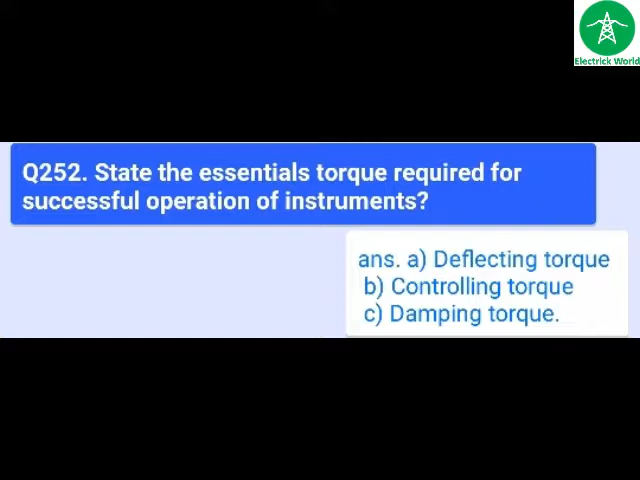 Electrick World
Q252. State the essentials torque required for
successful operation of instruments?
ans. a) Deflecting torque
b) Controlling torque
c) Damping torque.